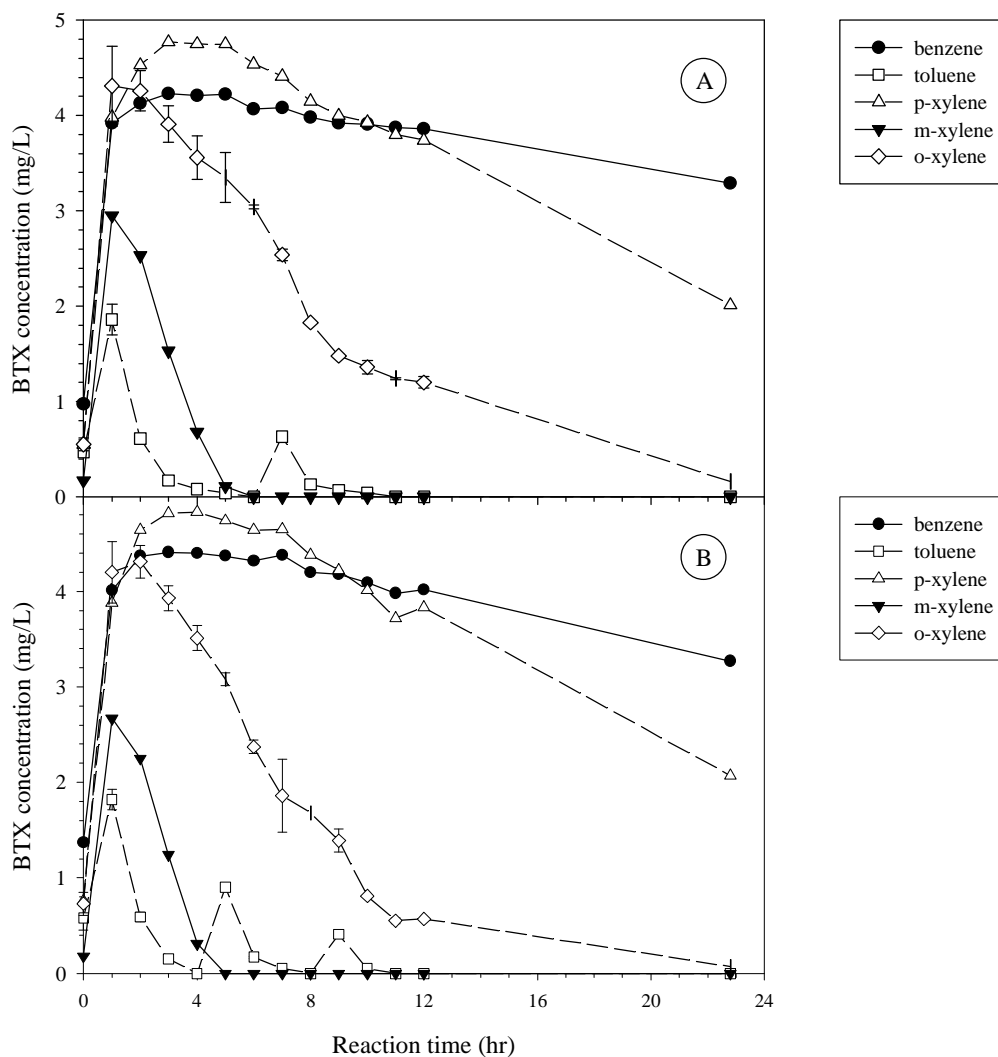 5
4
3
2
1
0
BTX concentration (mg/L)
A
benzene
toluene
p-xylene
m-xylene
o-xylene
4
3
2
1
0
BTX concentration (mg/L)
B
benzene
toluene
p-xylene
m-xylene
o-xylene
0 4 8 12 16 20 24
Reaction time (hr)